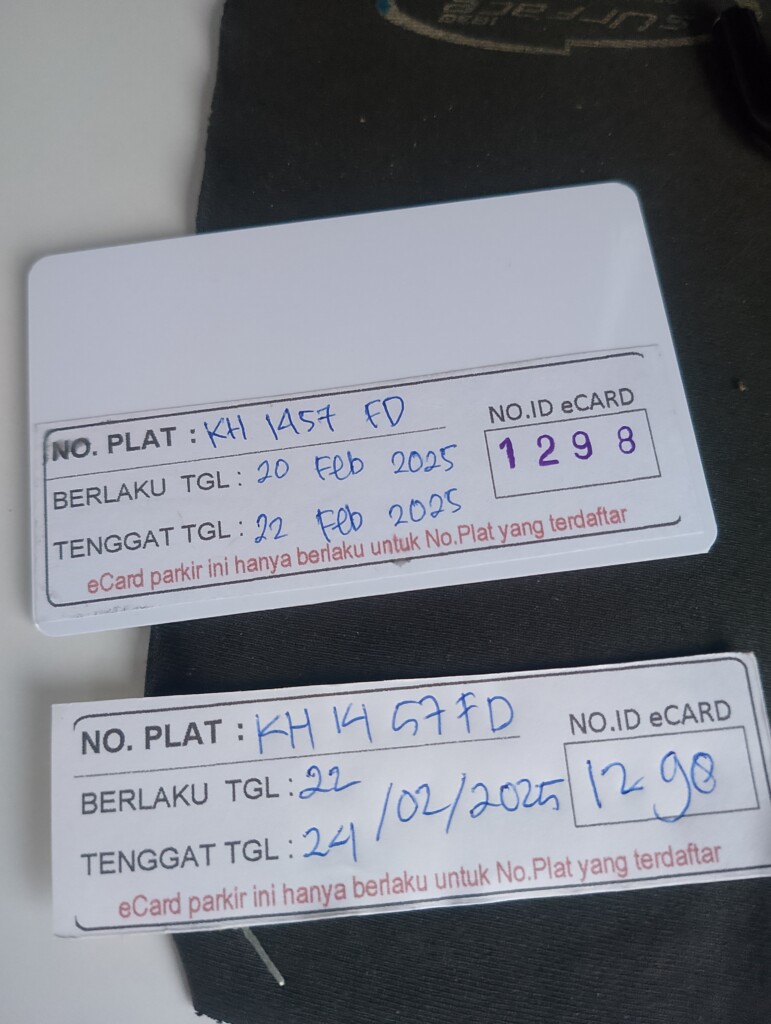 NO. PLAT : KH 1457 FD
NO.ID eCARD
1298
BERLAKU TGL : 20 Feb 2025
TENGGAT TGL : 22 Feb 2025
eCard parkir ini hanya berlaku untuk No.Plat yang terdaftar
NO. PLAT : KH 1457 FD
NO.ID eCARD
1298
BERLAKU TGL : 22
/02/2025
TENGGAT TGL : 24
eCard parkir ini hanya berlaku untuk No.Plat yang terdaftar